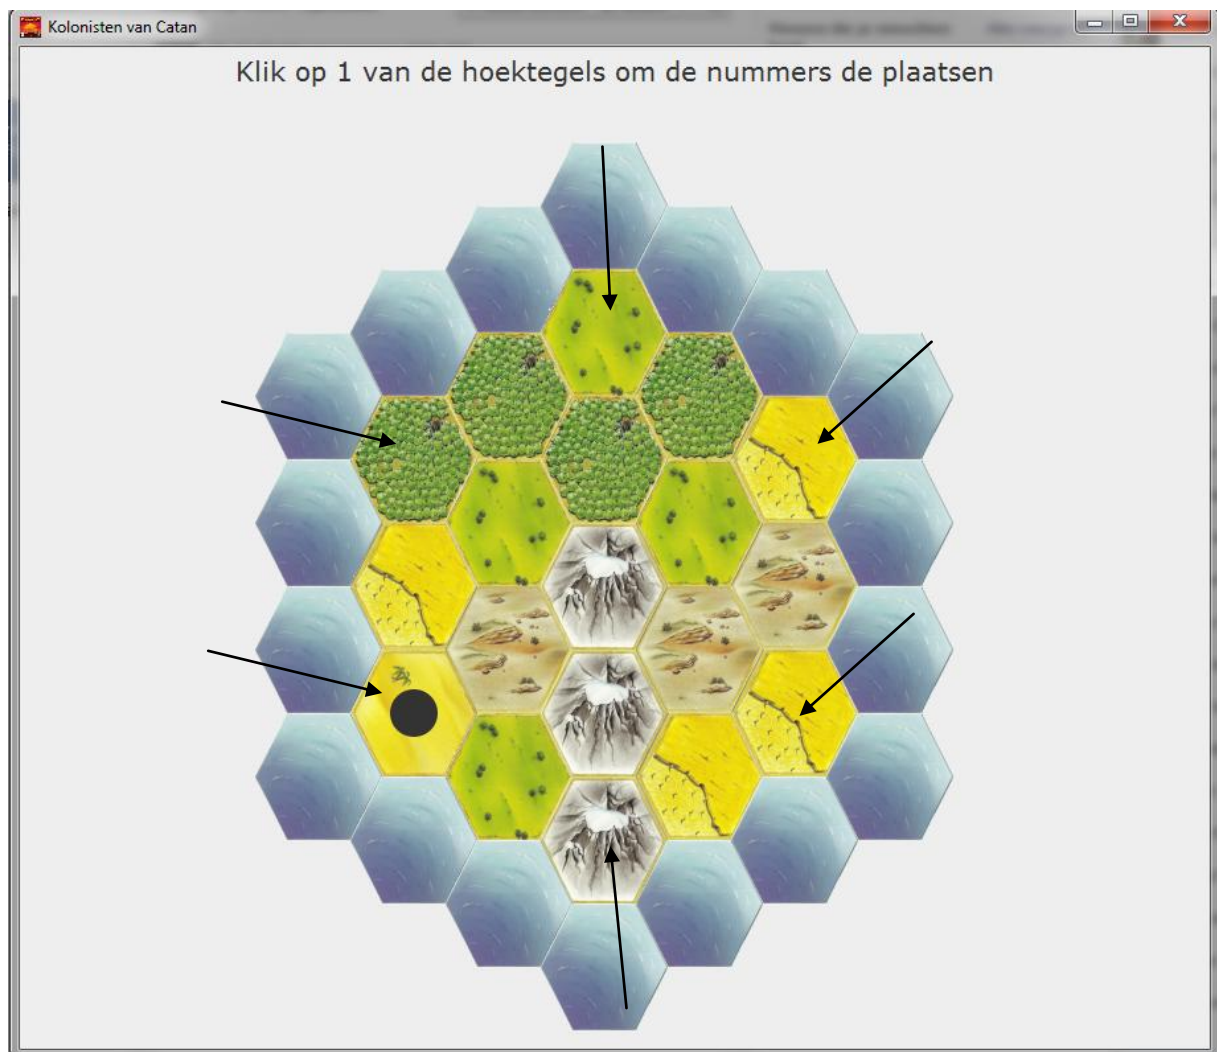 Kolonisten van Catan
Klik op 1 van de hoektegels om de nummers de plaatsen